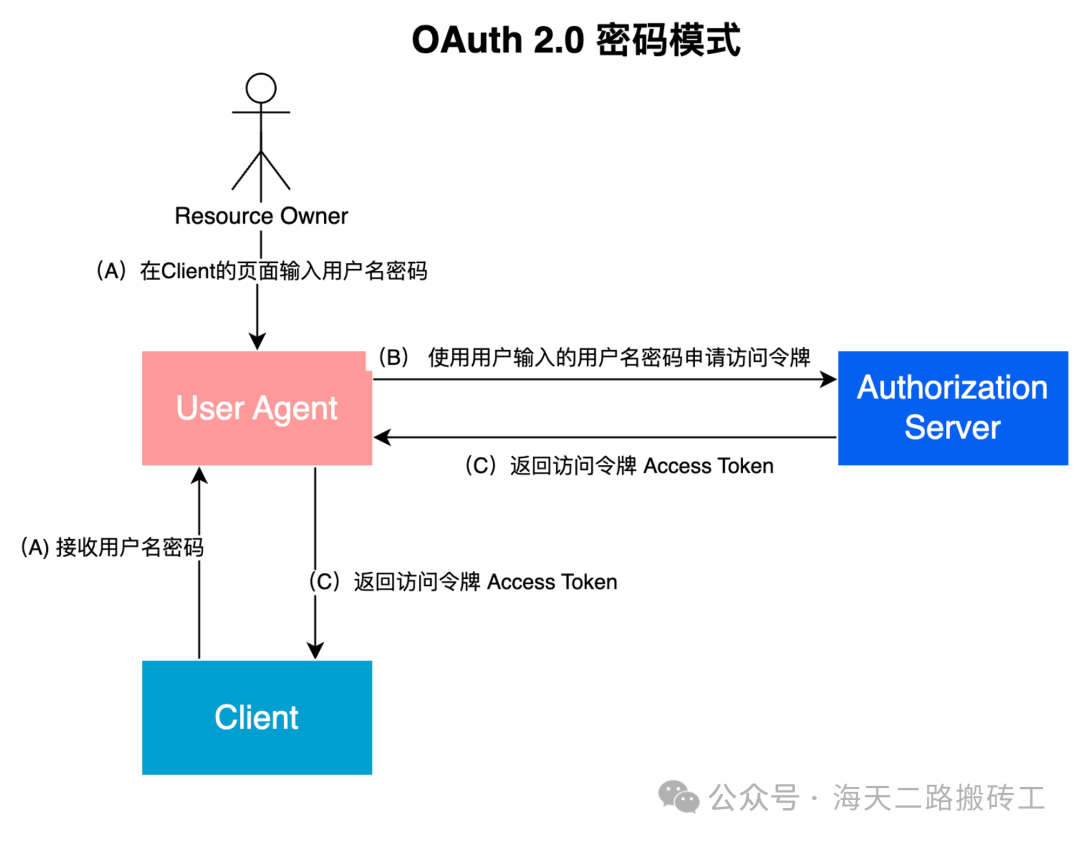 OAuth 2.0 密码模式
Resource Owner
（A）在Client的页面输入用户名密码
（B） 使用用户输入的用户名密码申请访问令牌
User Agent
Authorization
Server
（C）返回访问令牌 Access Token
（A) 接收用户名密码
（C）返回访问令牌 Access Token
Client
公众号 · 海天二路搬砖工